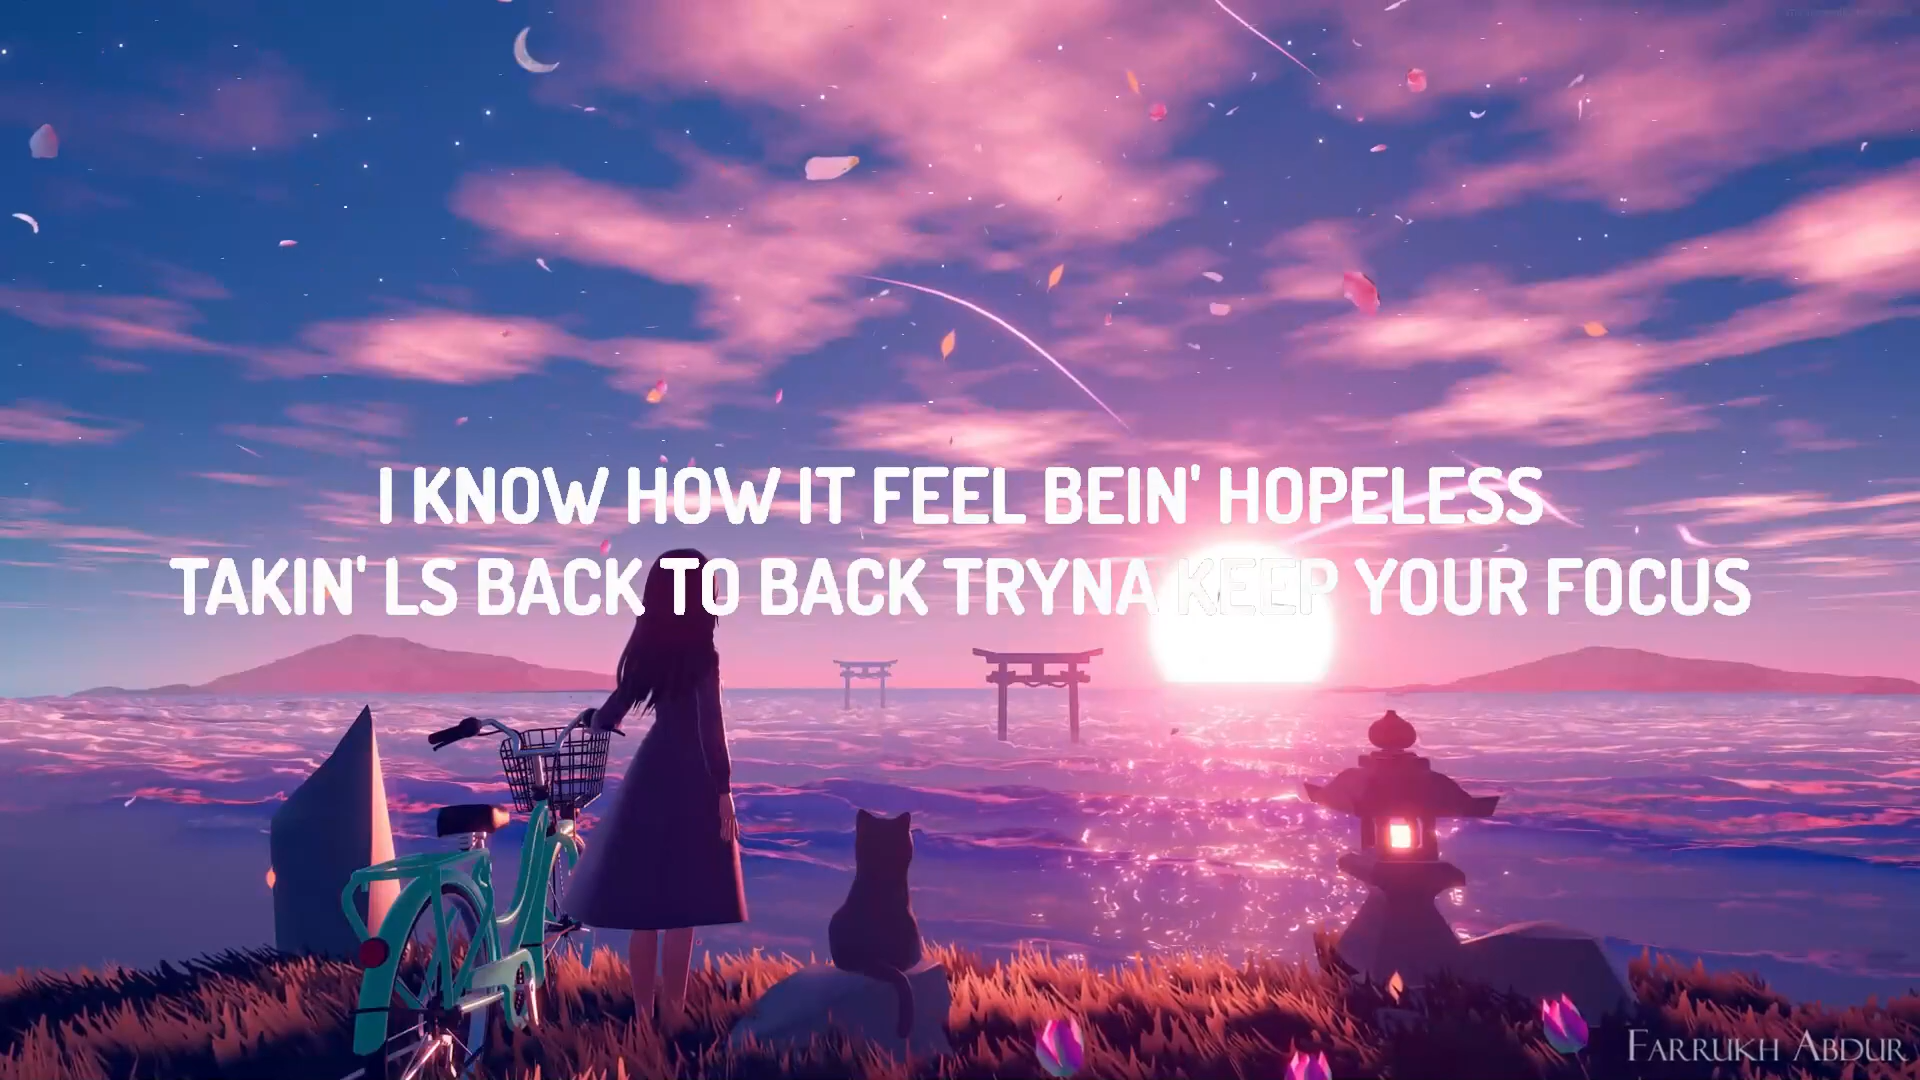 I KNOW HOW IT FEEL BEIN' HOPELESS
TAKIN' LS BACK TO BACK TRYNA KEEP YOUR FOCUS
FARRUKH ABDUR